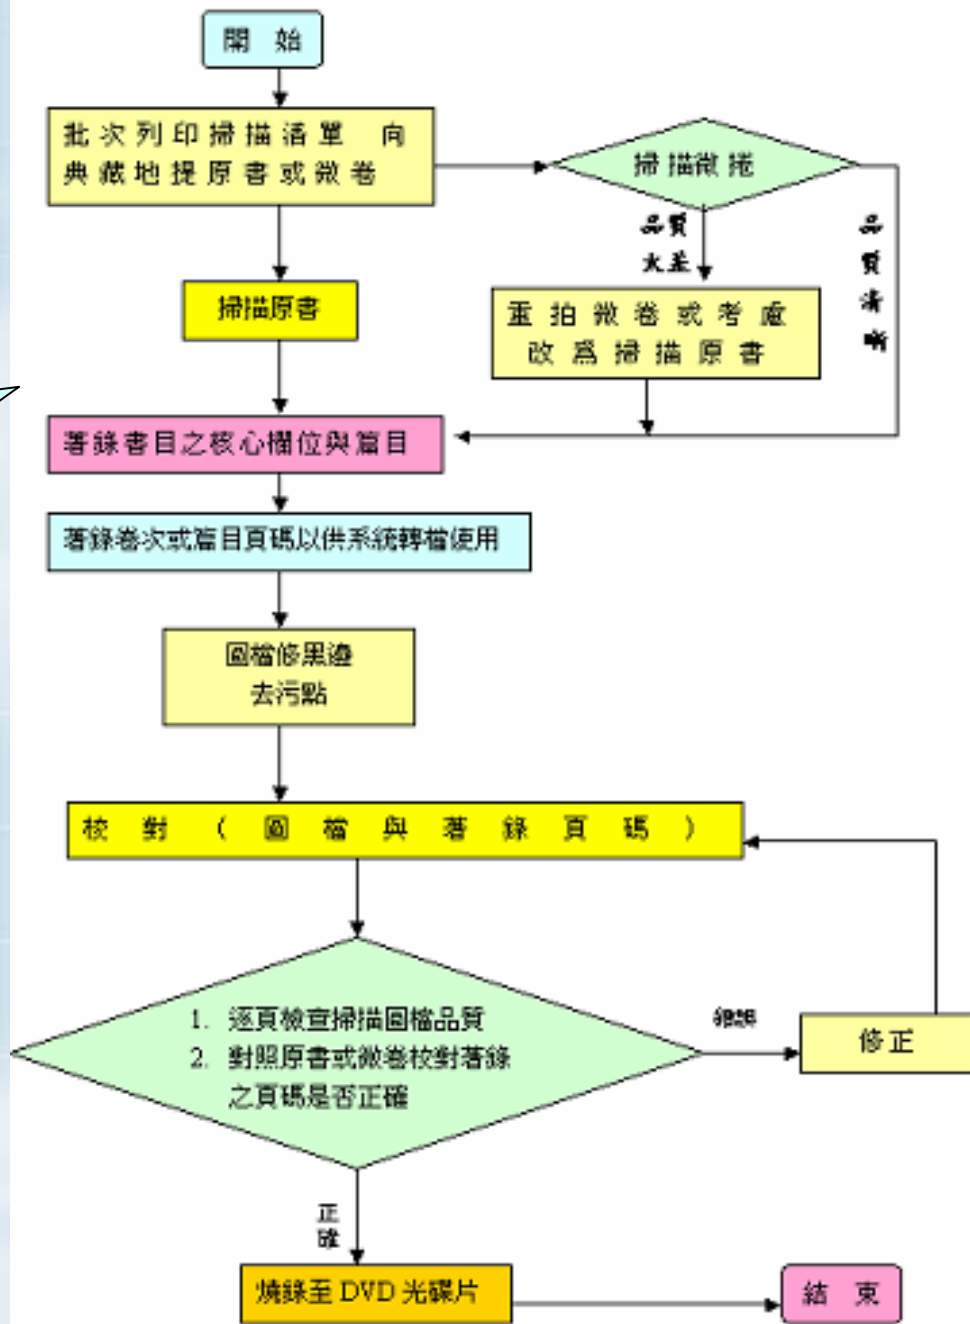 開 始
批次列印掃描清單 向
典藏地提原書或微卷
掃描微捲
品質
太差
品質清晰
掃描原書
重拍微卷或考慮
改為掃描原書
著錄書目之核心欄位與篇目
著錄卷次或篇目頁碼以供系統轉檔使用
圖檔修黑邊
去污點
校對(圖檔與著錄頁碼)
1. 逐頁檢查掃描圖檔品質
2. 對照原書或微卷校對著錄
之頁碼是否正確
錯誤
修正
正
確
燒錄至 DVD 光碟片
結 束